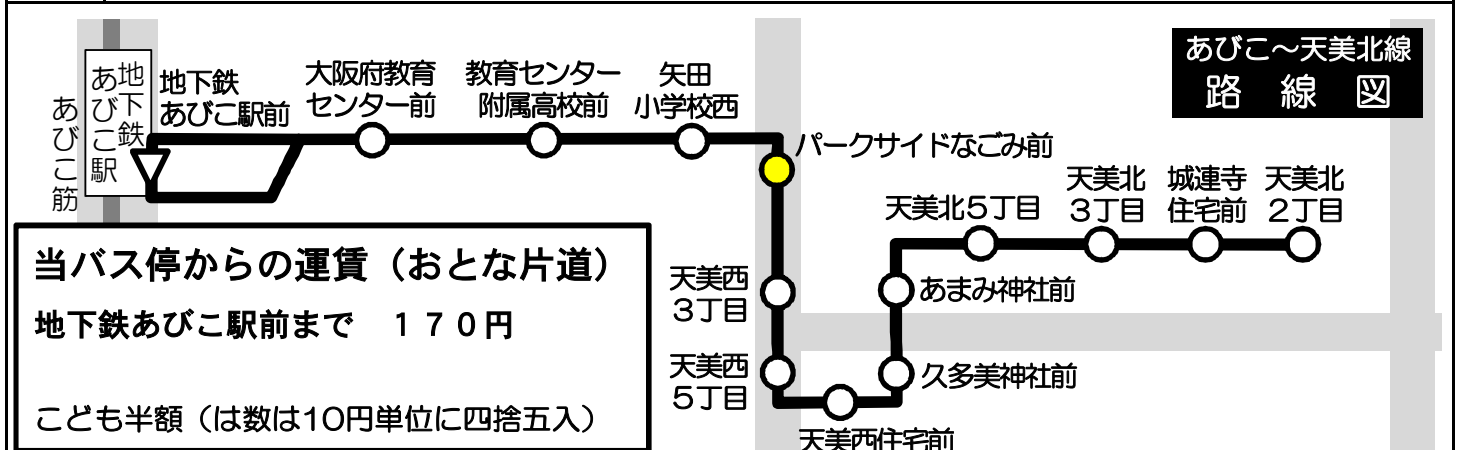 あびこ～天美北線
路線図
あびこ筋
地下鉄
あびこ駅
地下鉄
あびこ駅前
大阪府教育
センター前
教育センター
附属高校前
矢田
小学校西
パークサイドなごみ前
天美西
３丁目
天美西
５丁目
天美西住宅前
久多美神社前
あまみ神社前
天美北５丁目
天美北
３丁目
城連寺
住宅前
天美北
２丁目
当バス停からの運賃（おとな片道）
地下鉄あびこ駅前まで　１７０円
こども半額（は数は10円単位に四捨五入）